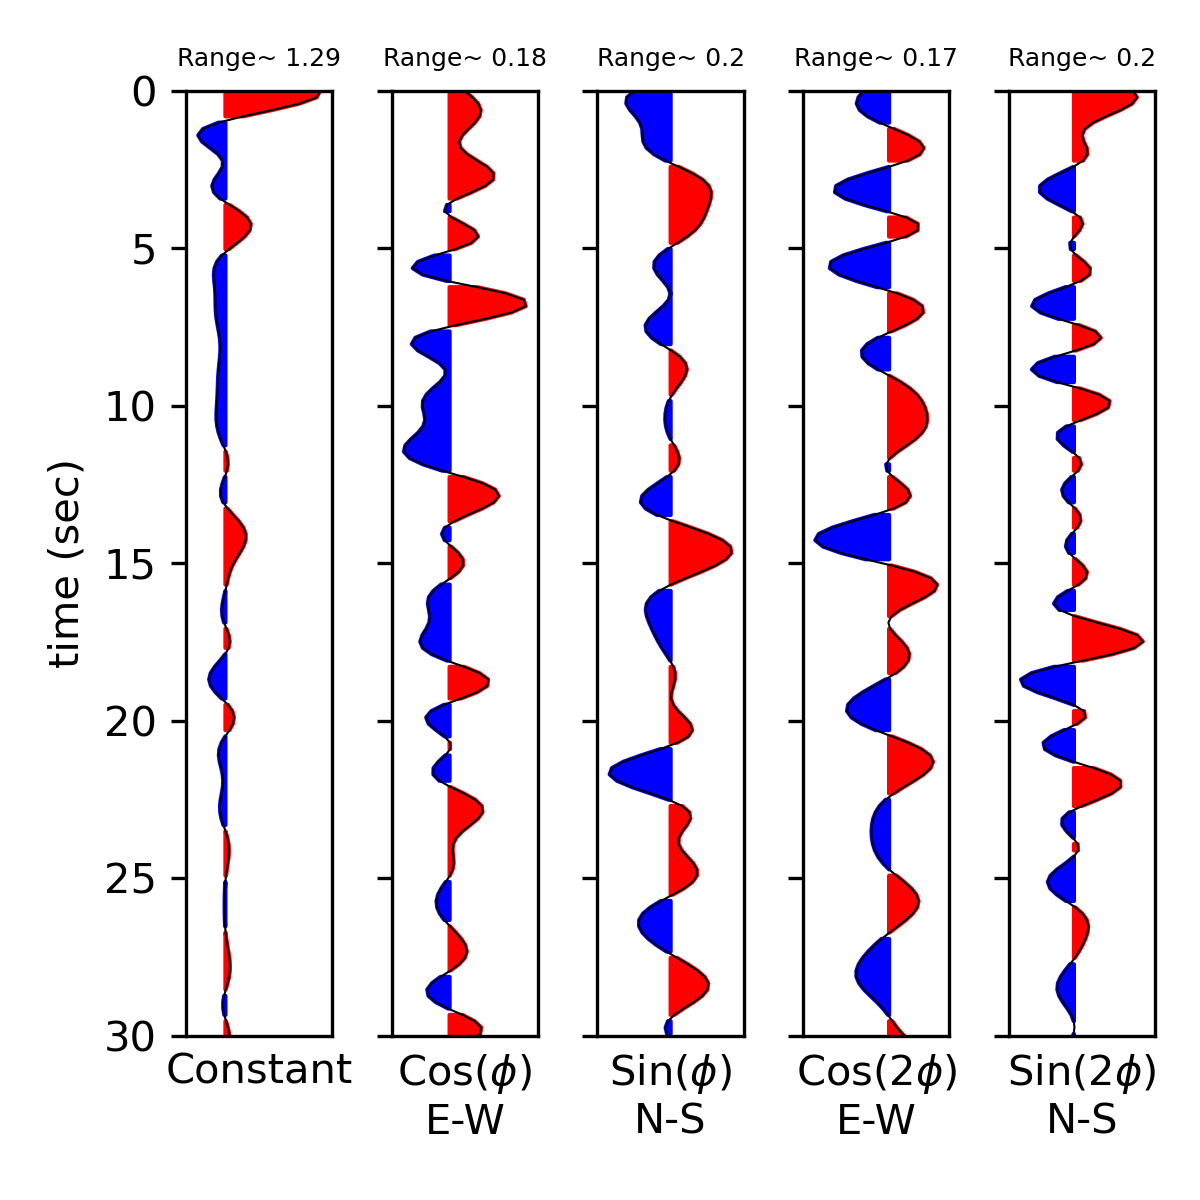 Range~ 1.29
Range~ 0.18
Range~ 0.2
Range~ 0.17
Range~ 0.2
0
5
10
15
20
25
30
time (sec)
Constant
Cos(ϕ)
E-W
Sin(ϕ)
N-S
Cos(2ϕ)
E-W
Sin(2ϕ)
N-S